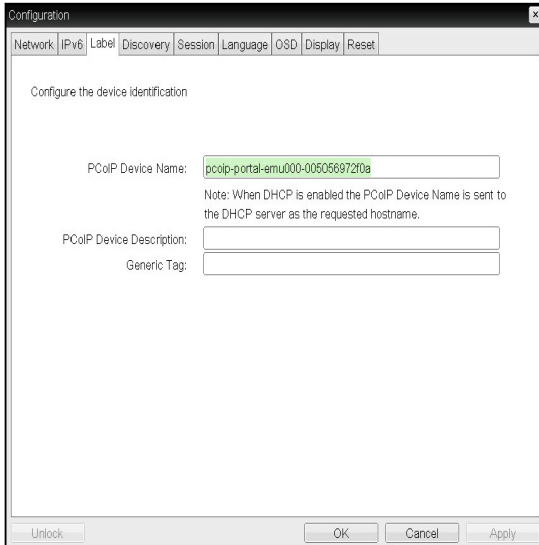 Configuration
x
Network IPv6 Label Discovery Session Language OSD Display Reset
Configure the device identification
PCoIP Device Name: pcoip-portal-emu000-005056972f0a
Note: When DHCP is enabled the PCoIP Device Name is sent to
the DHCP server as the requested hostname.
PCoIP Device Description:
Generic Tag:
Unlock OK Cancel Apply